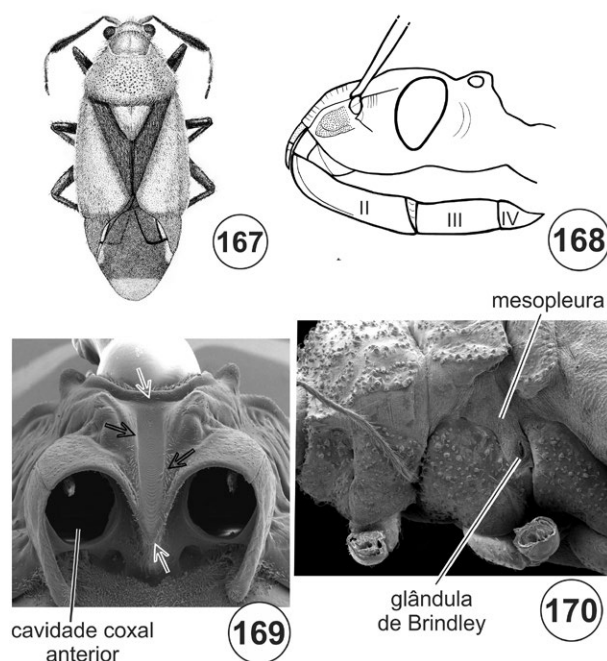 167
II
III
IV
168
mesopleura
cavidade coxal
anterior
169
glândula
de Brindley
170